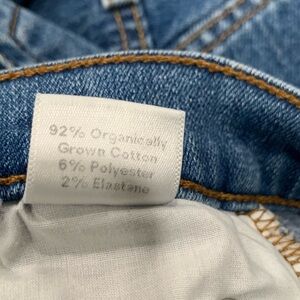 92% Organically
Grown Cotton
6% Polyester
2% Elastane